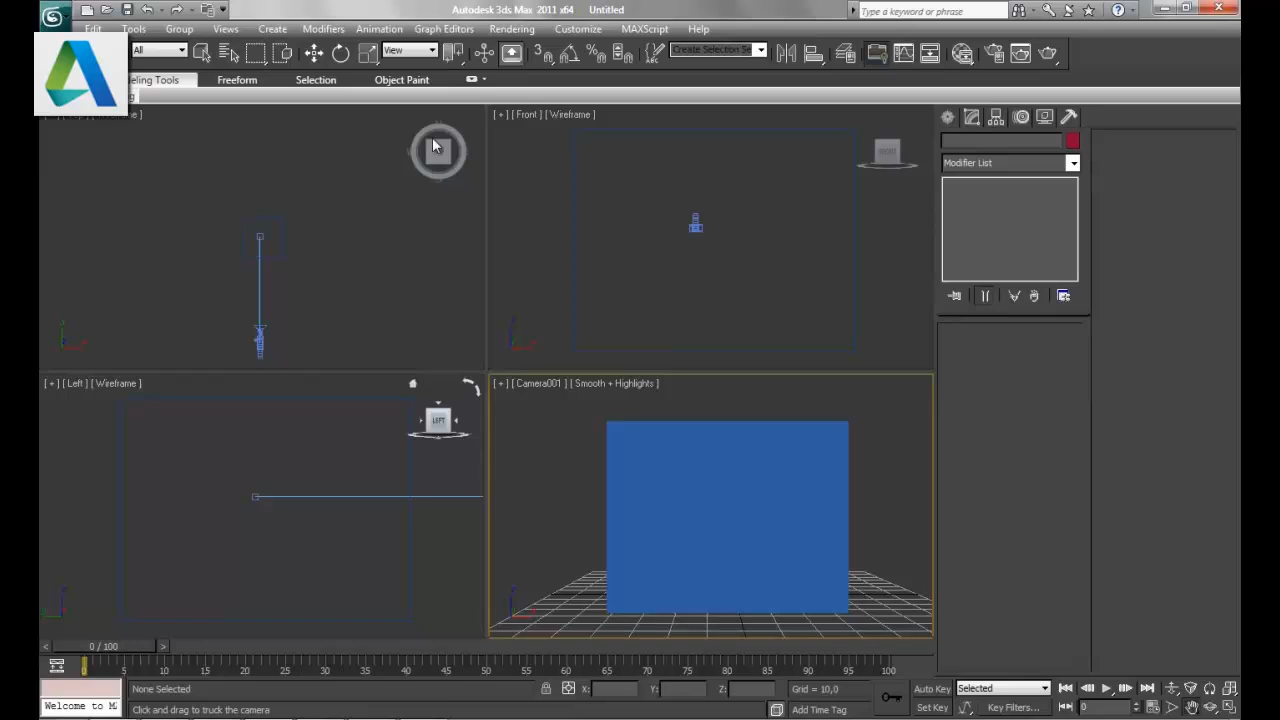 Autodesk 3ds Max 2011 x64 Untitled
Type a keyword or phrase
Edit Tools Group Views Create Modifiers Animation Graph Editors Rendering Customize MAXScript Help
All
View
Create Selection Se
deling Tools Freeform Selection Object Paint
[ + ] [ Front ] [ Wireframe ]
Modifier List
[ + ] [ Left ] [ Wireframe ]
LEFT
[ + ] [ Camera001 ] [ Smooth + Highlights ]
0 / 100
0 5 10 15 20 25 30 35 40 45 50 55 60 65 70 75 80 85 90 95 100
None Selected
X: Y: Z:
Grid = 10,0
Auto Key
Selected
Welcome to M
Click and drag to truck the camera
Add Time Tag
Set Key
Key Filters...
0